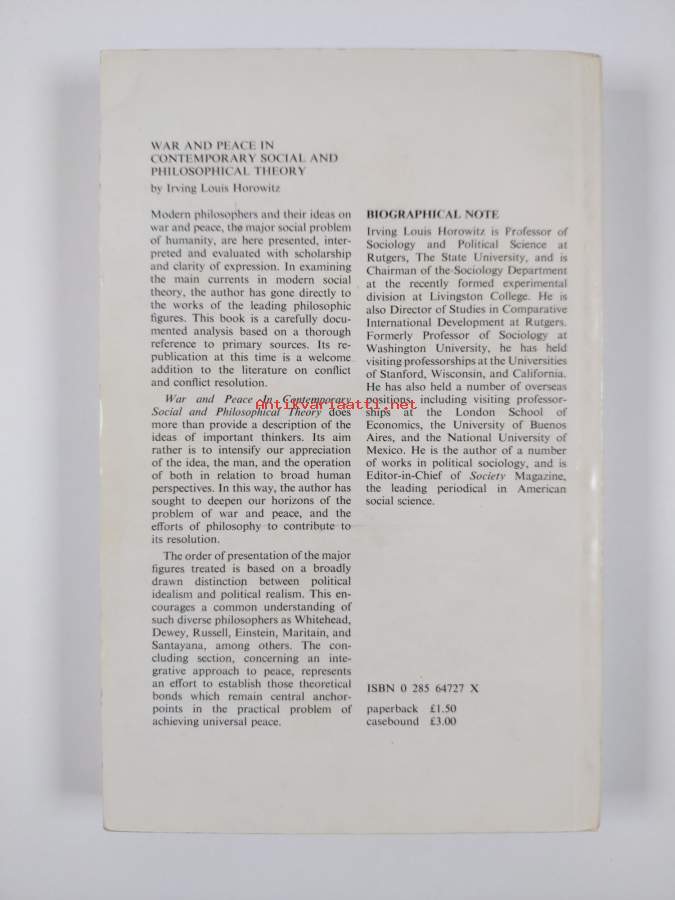 WAR AND PEACE IN
CONTEMPORARY SOCIAL AND
PHILOSOPHICAL THEORY
by Irving Louis Horowitz
Modern philosophers and their ideas on
war and peace, the major social problem
of humanity, are here presented, inter-
preted and evaluated with scholarship
and clarity of expression. In examining
the main currents in modern social
theory, the author has gone directly to
the works of the leading philosophic
figures. This book is a carefully docu-
mented analysis based on a thorough
reference to primary sources. Its re-
publication at this time is a welcome
addition to the literature on conflict
and conflict resolution.
War and Peace In Contemporary
Social and Philosophical Theory does
more than provide a description of the
ideas of important thinkers. Its aim
rather is to intensify our appreciation
of the idea, the man, and the operation
of both in relation to broad human
perspectives. In this way, the author has
sought to deepen our horizons of the
problem of war and peace, and the
efforts of philosophy to contribute to
its resolution.
The order of presentation of the major
figures treated is based on a broadly
drawn distinction between political
idealism and political realism. This en-
courages a common understanding of
such diverse philosophers as Whitehead,
Dewey, Russell, Einstein, Maritain, and
Santayana, among others. The con-
cluding section, concerning an inte-
grative approach to peace, represents
an effort to establish those theoretical
bonds which remain central anchor-
points in the practical problem of
achieving universal peace.
BIOGRAPHICAL NOTE
Irving Louis Horowitz is Professor of
Sociology and Political Science at
Rutgers, The State University, and is
Chairman of the Sociology Department
at the recently formed experimental
division at Livingston College. He is
also Director of Studies in Comparative
International Development at Rutgers.
Formerly Professor of Sociology at
Washington University, he has held
visiting professorships at the Universities
of Stanford, Wisconsin, and California.
He has also held a number of overseas
positions, including visiting professor-
ships at the London School of
Economics, the University of Buenos
Aires, and the National University of
Mexico. He is the author of a number
of works in political sociology, and is
Editor-in-Chief of Society Magazine,
the leading periodical in American
social science.
ISBN 0 285 64727 X
paperback £1.50
casebound £3.00
Antikvariaatti.net